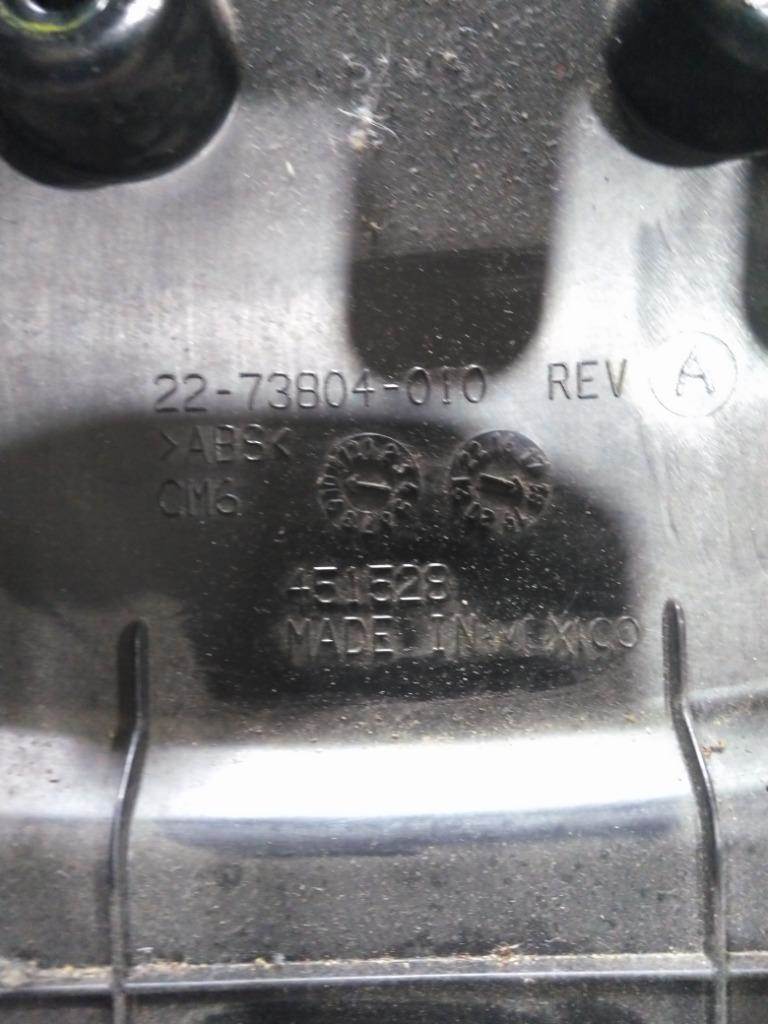 22-73804-010 REV A
>ABS<
CM6
451528
MADE IN MEXICO